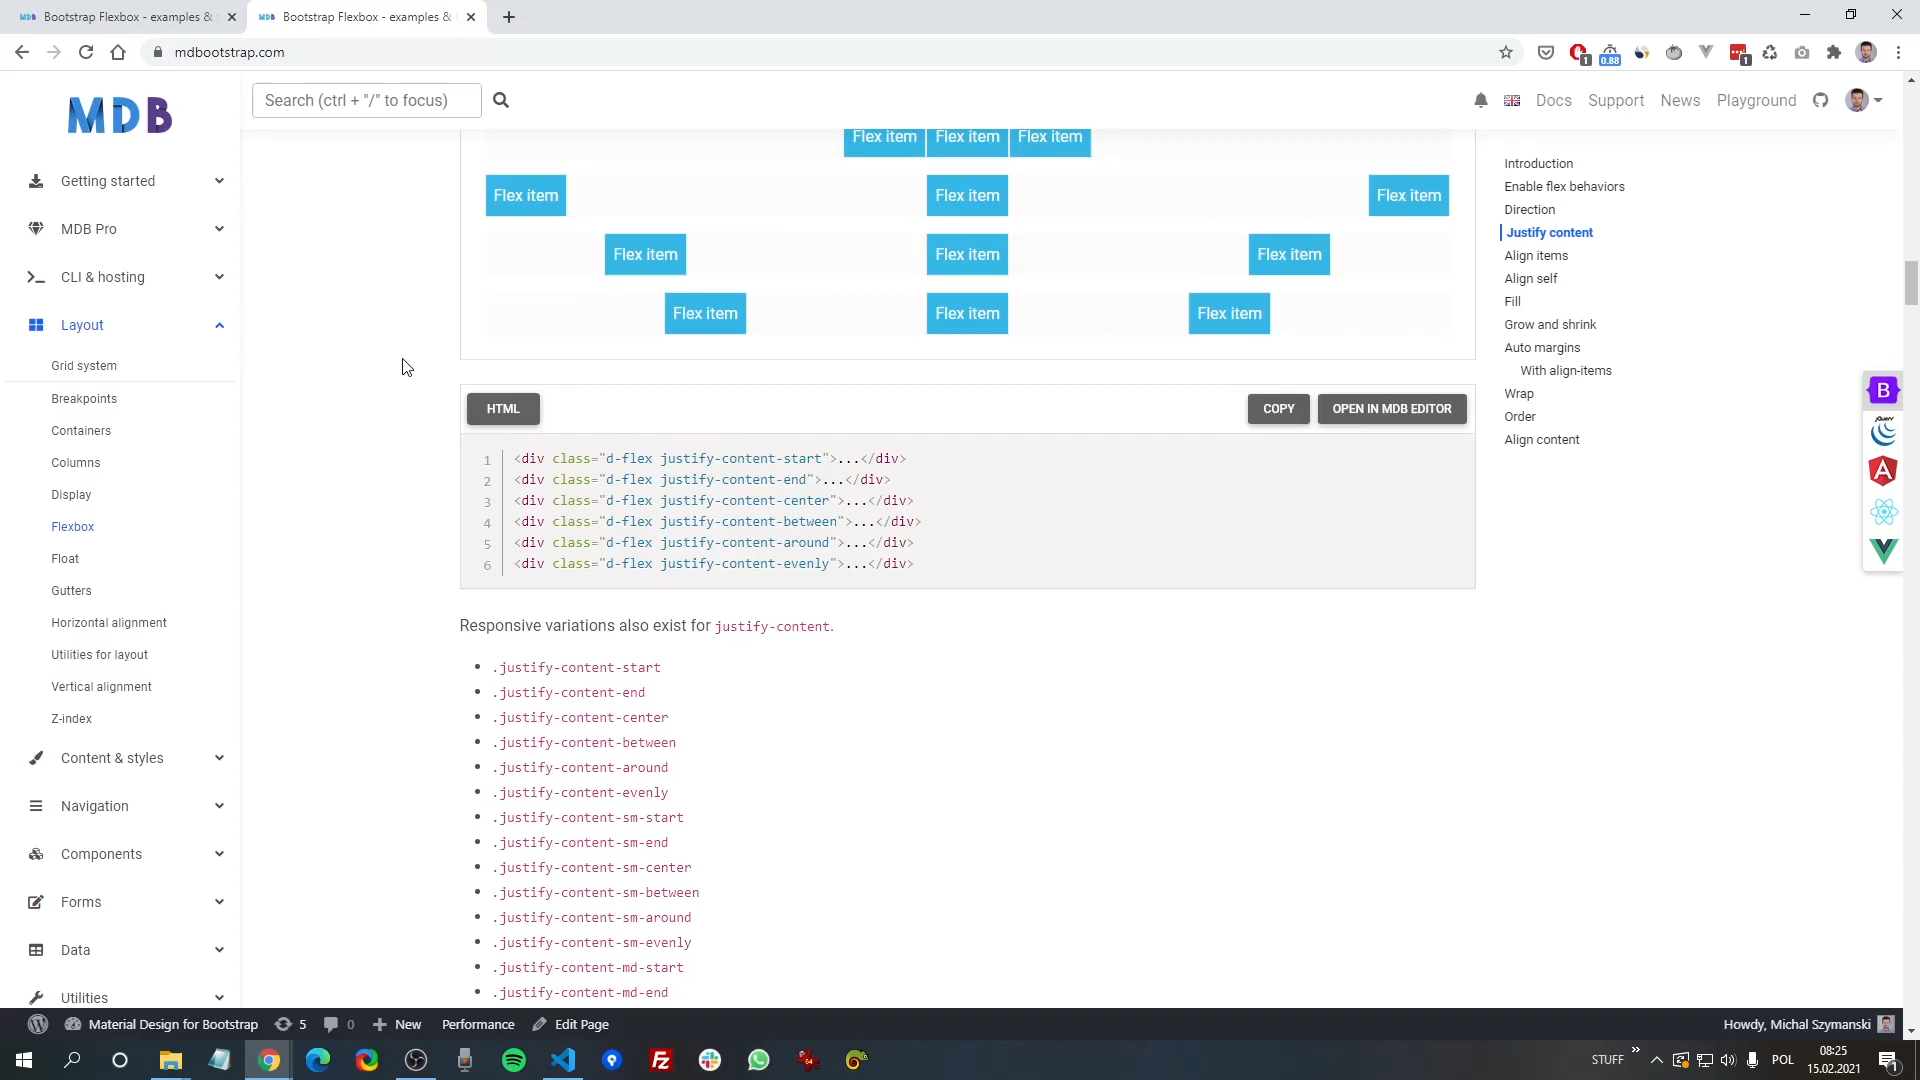 MDB Bootstrap Flexbox - examples &
MDB Bootstrap Flexbox - examples &
mdbootstrap.com
1
0.88
1
MDB
Search (ctrl + "/" to focus)
Docs
Support
News
Playground
Getting started
MDB Pro
CLI & hosting
Layout
Grid system
Breakpoints
Containers
Columns
Display
Flexbox
Float
Gutters
Horizontal alignment
Utilities for layout
Vertical alignment
Z-index
Content & styles
Navigation
Components
Forms
Data
Utilities
Flex item Flex item Flex item
Flex item Flex item Flex item
Flex item Flex item Flex item
Flex item Flex item Flex item
HTML
COPY
OPEN IN MDB EDITOR
1 <div class="d-flex justify-content-start">...</div>
2 <div class="d-flex justify-content-end">...</div>
3 <div class="d-flex justify-content-center">...</div>
4 <div class="d-flex justify-content-between">...</div>
5 <div class="d-flex justify-content-around">...</div>
6 <div class="d-flex justify-content-evenly">...</div>
Responsive variations also exist for justify-content.
.justify-content-start
.justify-content-end
.justify-content-center
.justify-content-between
.justify-content-around
.justify-content-evenly
.justify-content-sm-start
.justify-content-sm-end
.justify-content-sm-center
.justify-content-sm-between
.justify-content-sm-around
.justify-content-sm-evenly
.justify-content-md-start
.justify-content-md-end
Introduction
Enable flex behaviors
Direction
Justify content
Align items
Align self
Fill
Grow and shrink
Auto margins
With align-items
Wrap
Order
Align content
B
jQuery
A
Material Design for Bootstrap
5
0
New
Performance
Edit Page
Howdy, Michal Szymanski
FZ
64
STUFF
POL
08:25
15.02.2021
1